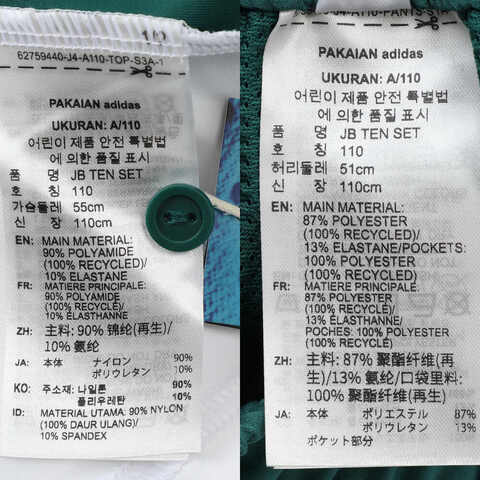 62759440-J4-A110-TOP-S3A-1
PAKAIAN adidas
UKURAN: A/110
어린이 제품 안전 특별법
에 의한 품질 표시
품 명 JB TEN SET
호 칭 110
가슴둘레 55cm
신 장 110cm
EN: MAIN MATERIAL:
90% POLYAMIDE
(100% RECYCLED)/
10% ELASTANE
FR: MATIERE PRINCIPALE:
90% POLYAMIDE
(100% RECYCLÉ)/
10% ÉLASTHANNE
ZH: 主料: 90% 锦纶(再生)/
10% 氨纶
JA: 本体 ナイロン 90%
ポリウレタン 10%
KO: 주소재: 나일론 90%
폴리우레탄 10%
ID: MATERIAL UTAMA: 90% NYLON
(100% DAUR ULANG)/
10% SPANDEX
-J4-A110-PANTS-S1A-
PAKAIAN adidas
UKURAN: A/110
어린이 제품 안전 특별법
에 의한 품질 표시
품 명 JB TEN SET
호 칭 110
허리둘레 51cm
신 장 110cm
EN: MAIN MATERIAL:
87% POLYESTER
(100% RECYCLED)/
13% ELASTANE/POCKETS:
100% POLYESTER
(100% RECYCLED)
FR: MATIERE PRINCIPALE:
87% POLYESTER
(100% RECYCLÉ)/
13% ÉLASTHANNE/
POCHES: 100% POLYESTER
(100% RECYCLÉ)
ZH: 主料: 87% 聚酯纤维(再
生)/13% 氨纶/口袋里料:
100% 聚酯纤维(再生)
JA: 本体 ポリエステル 87%
ポリウレタン 13%
ポケット部分